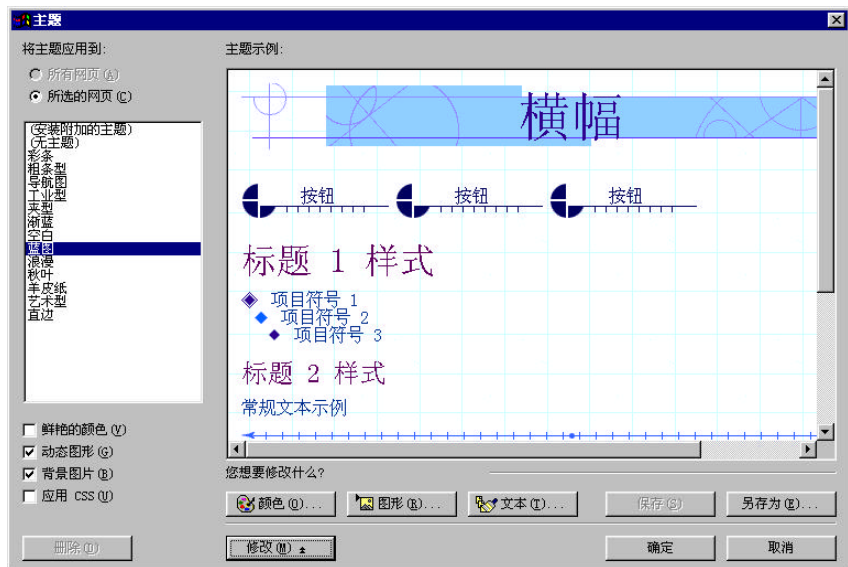 主题
将主题应用到:
所有网页(A)
所选的网页(C)
(安装附加的主题)
(无主题)
彩条
粗条型
导航图
工业型
夹型
渐蓝
空白
蓝图
浪漫
秋叶
羊皮纸
艺术型
直边
鲜艳的颜色(V)
动态图形(G)
背景图片(B)
应用 CSS(U)
删除(D)
主题示例:
横幅
按钮 按钮 按钮
标题 1 样式
项目符号 1
项目符号 2
项目符号 3
标题 2 样式
常规文本示例
您想要修改什么?
颜色(O)... 图形(R)... 文本(T)... 保存(S) 另存为(E)...
修改(M) 确定 取消